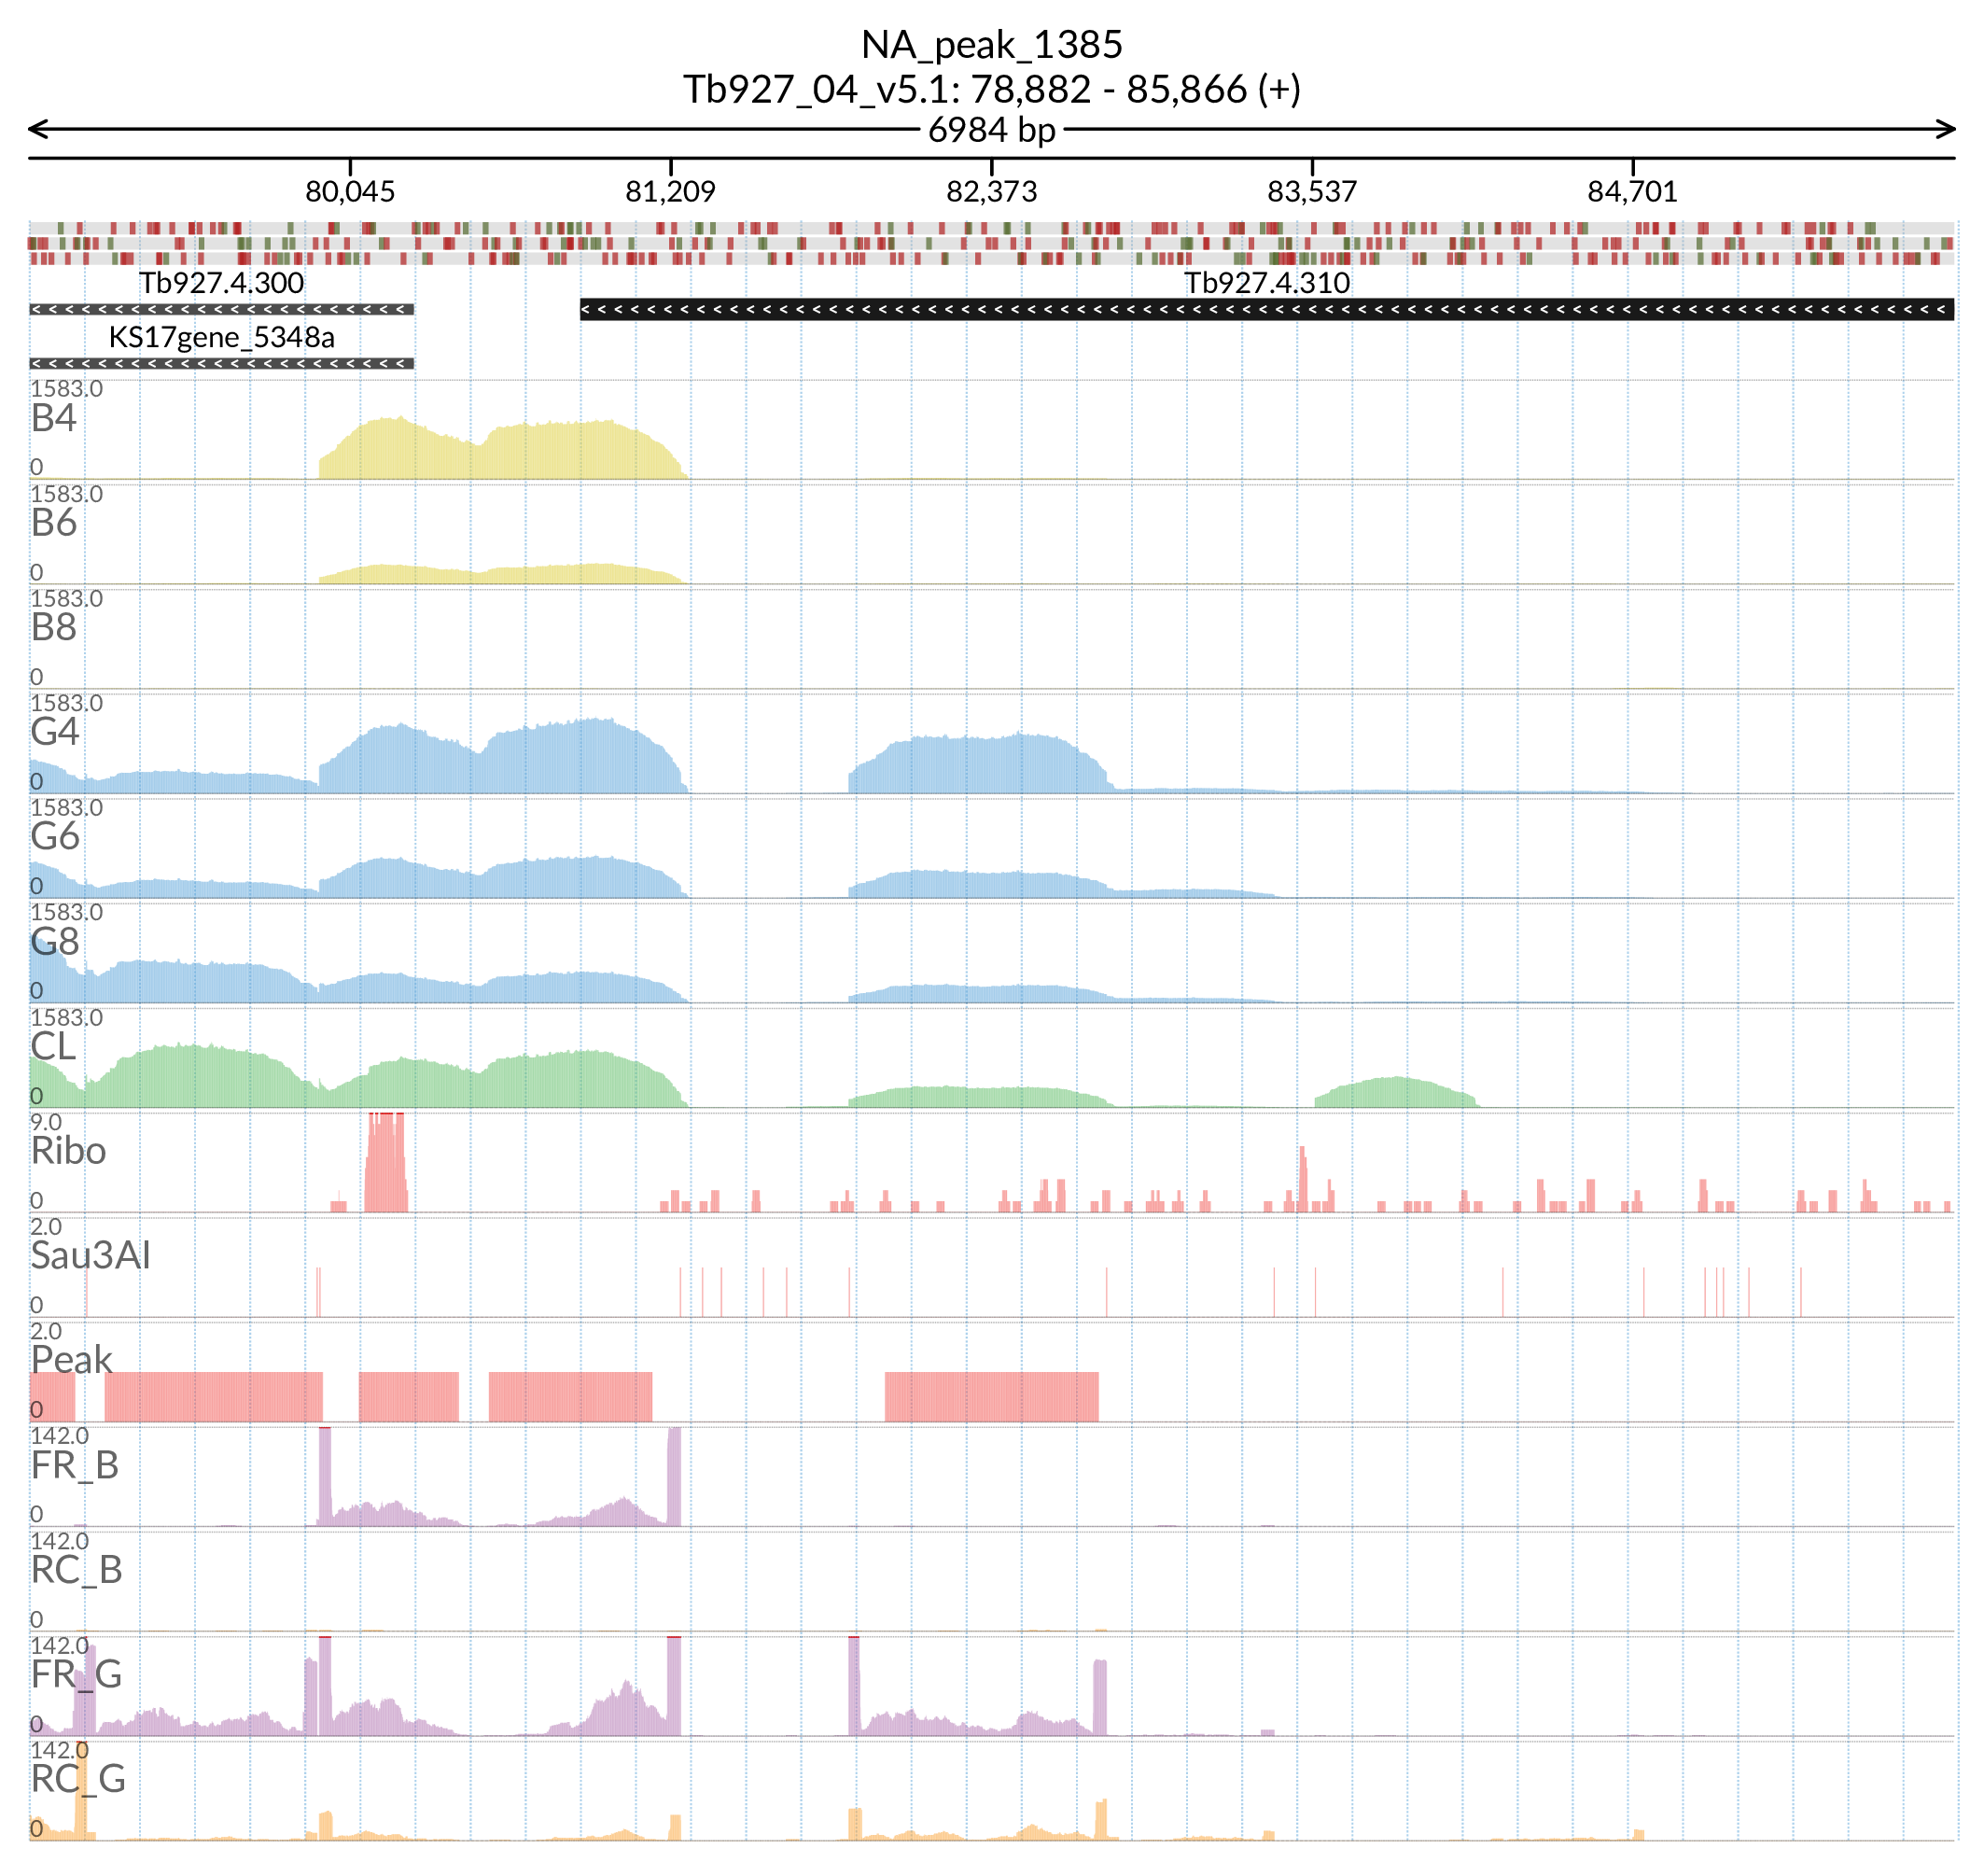 NA_peak_1385
Tb927_04_v5.1: 78,882 - 85,866 (+)
6984 bp
80,045 81,209 82,373 83,537 84,701
Tb927.4.300 Tb927.4.310
KS17gene_5348a
1583.0
B4
0
1583.0
B6
0
1583.0
B8
0
1583.0
G4
0
1583.0
G6
0
1583.0
G8
0
1583.0
CL
0
9.0
Ribo
0
2.0
Sau3AI
0
2.0
Peak
0
142.0
FR_B
0
142.0
RC_B
0
142.0
FR_G
0
142.0
RC_G
0